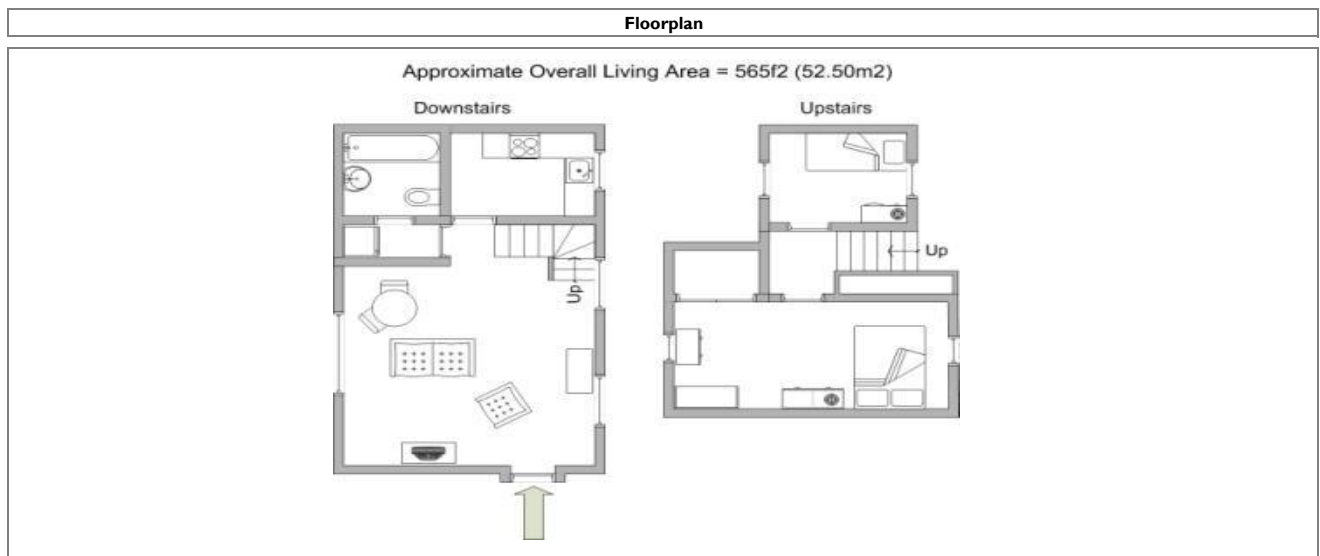 Floorplan
Approximate Overall Living Area = 565f2 (52.50m2)
Downstairs
Upstairs
Up
Up